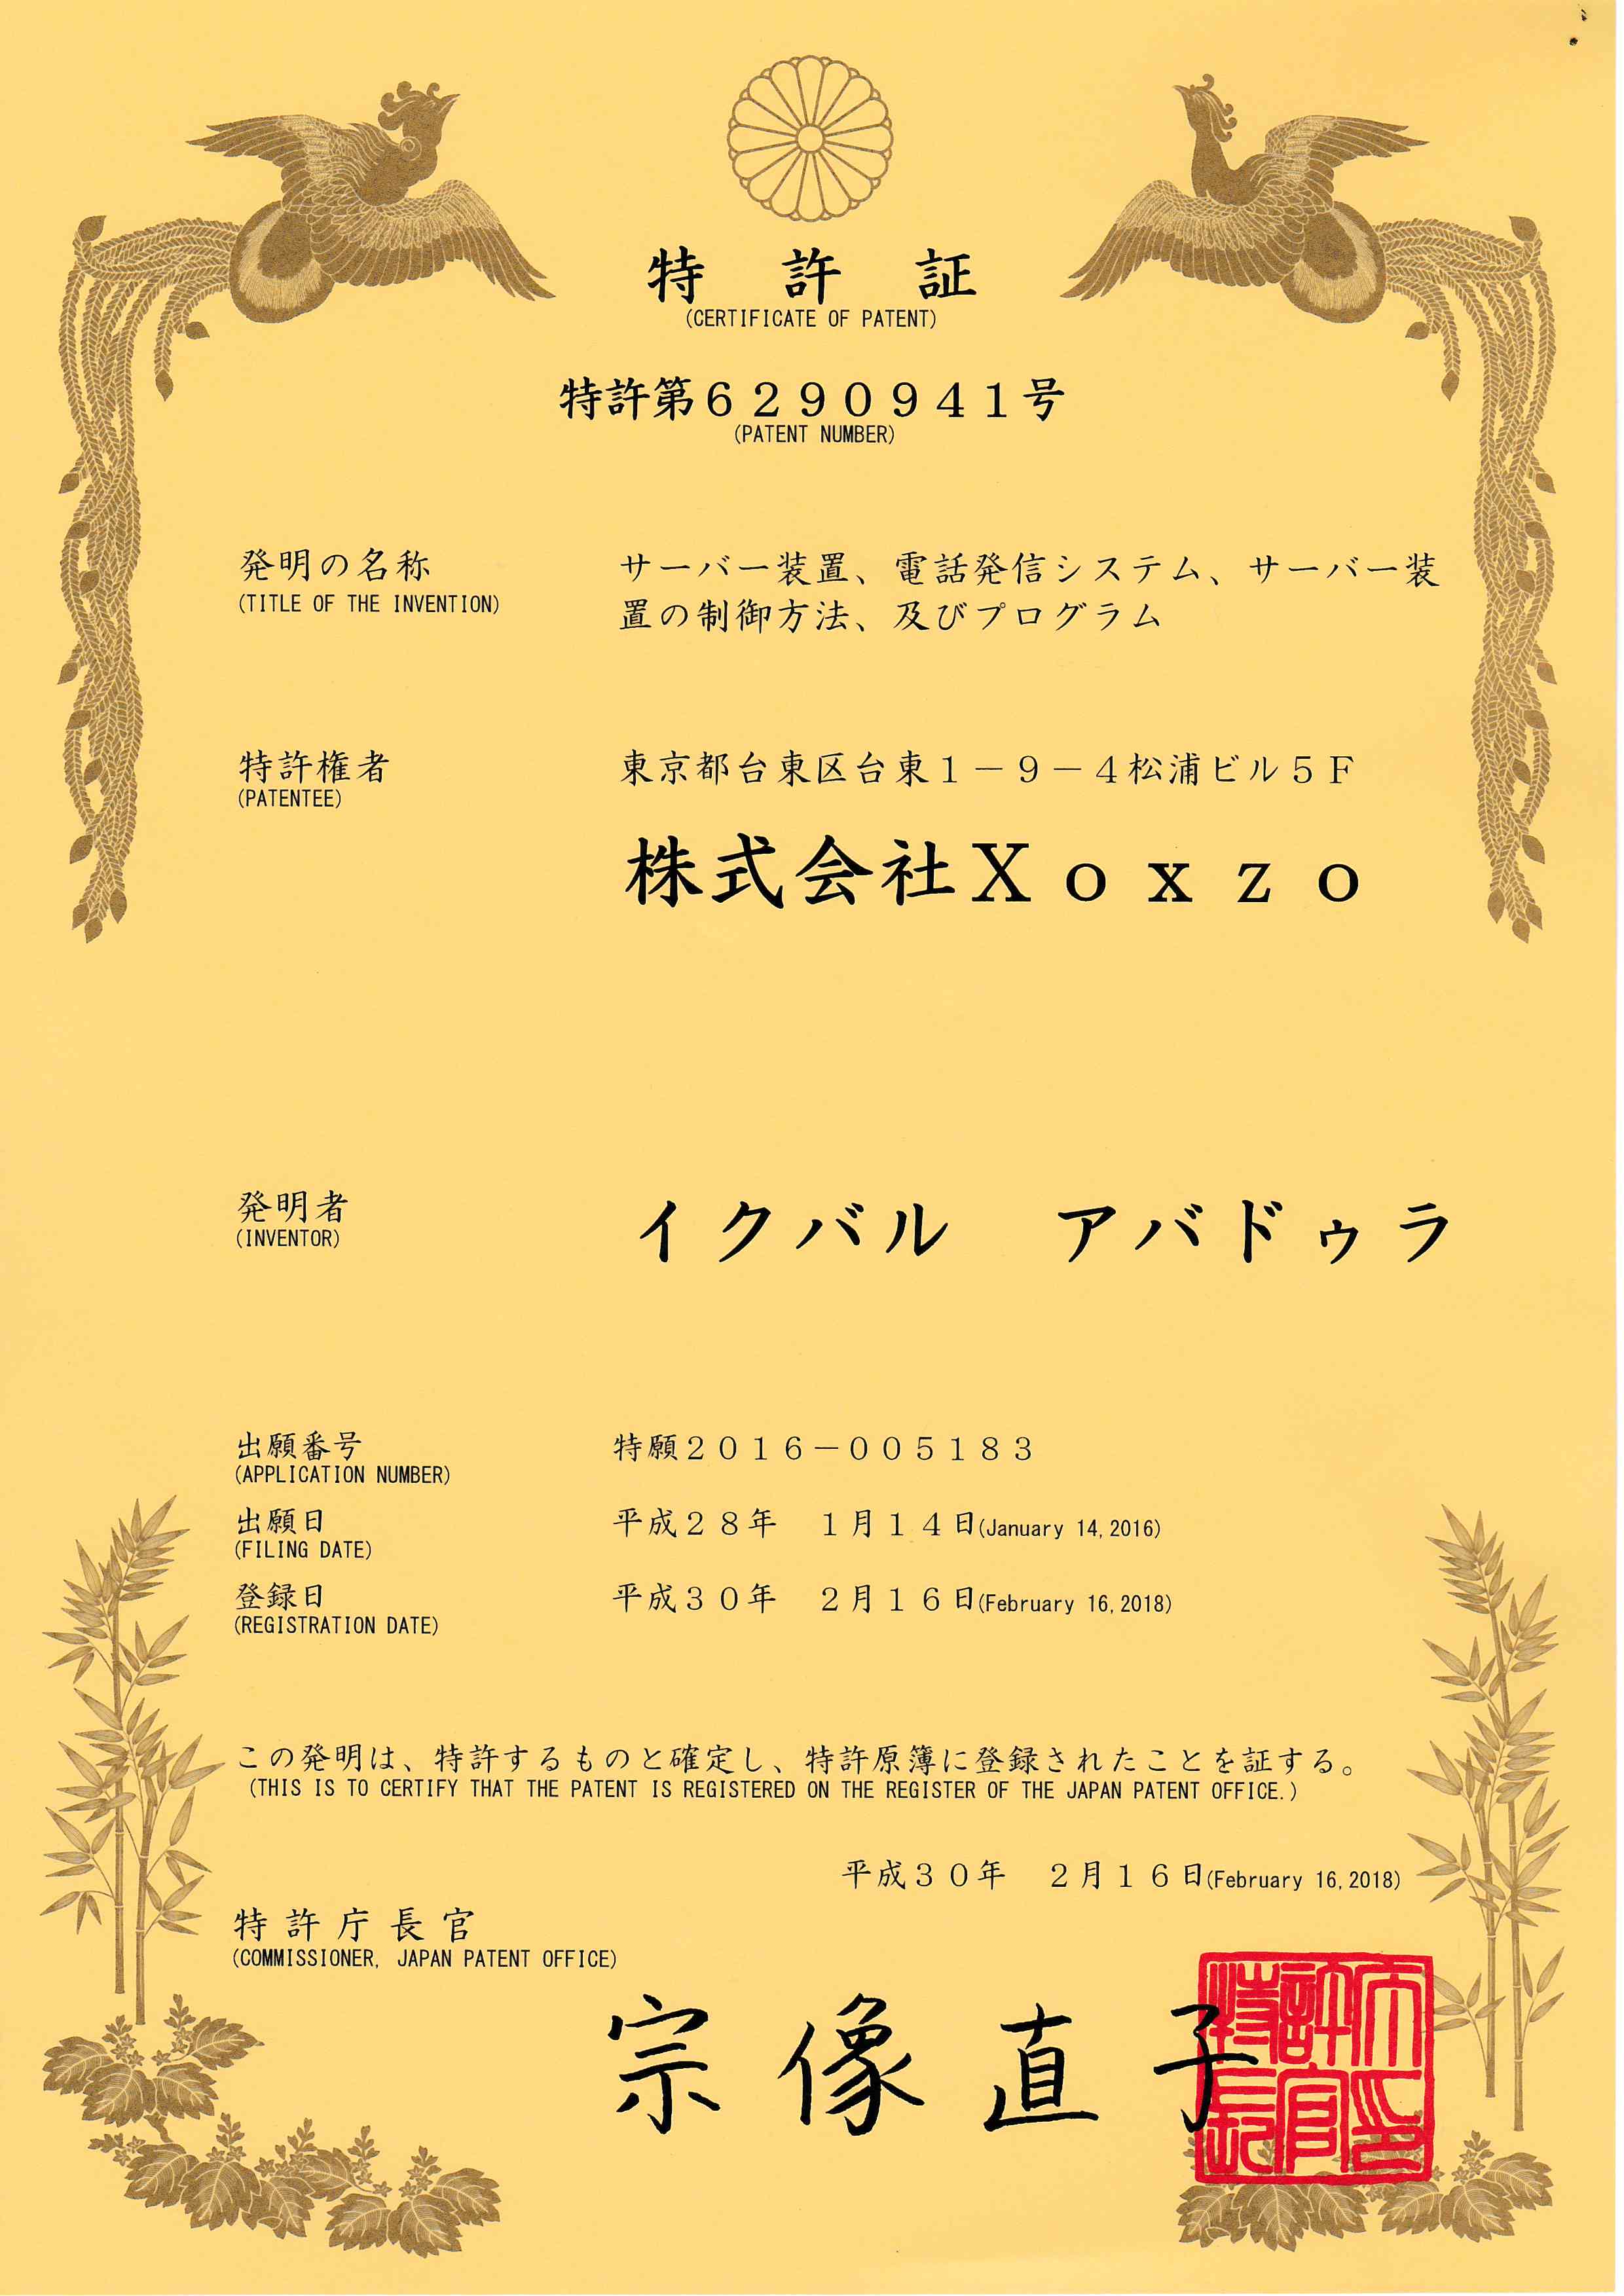 特許証
(CERTIFICATE OF PATENT)
特許第6290941号
(PATENT NUMBER)
発明の名称
(TITLE OF THE INVENTION)
サーバー装置、電話発信システム、サーバー装
置の制御方法、及びプログラム
特許権者
(PATENTEE)
東京都台東区台東1-9-4松浦ビル5F
株式会社Xoxzo
発明者
(INVENTOR)
イクバル　アバドゥラ
出願番号
(APPLICATION NUMBER)
特願2016-005183
出願日
(FILING DATE)
平成28年　1月14日(January 14,2016)
登録日
(REGISTRATION DATE)
平成30年　2月16日(February 16,2018)
この発明は、特許するものと確定し、特許原簿に登録されたことを証する。
(THIS IS TO CERTIFY THAT THE PATENT IS REGISTERED ON THE REGISTER OF THE JAPAN PATENT OFFICE.)
平成30年　2月16日(February 16,2018)
特許庁長官
(COMMISSIONER, JAPAN PATENT OFFICE)
宗像直子